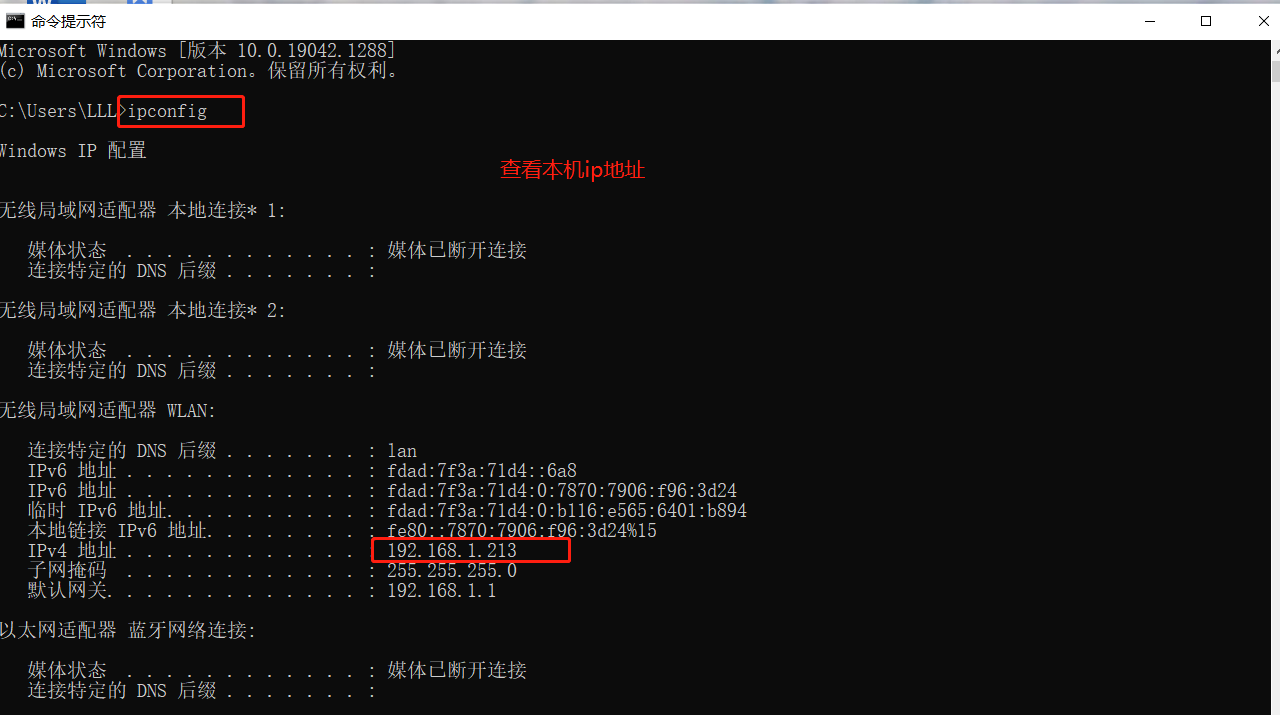 命令提示符
Microsoft Windows [版本 10.0.19042.1288]
(c) Microsoft Corporation。保留所有权利。
C:\Users\LLL>ipconfig
Windows IP 配置
查看本机ip地址
无线局域网适配器 本地连接* 1:
媒体状态 . . . . . . . . . . . . : 媒体已断开连接
连接特定的 DNS 后缀 . . . . . . . :
无线局域网适配器 本地连接* 2:
媒体状态 . . . . . . . . . . . . : 媒体已断开连接
连接特定的 DNS 后缀 . . . . . . . :
无线局域网适配器 WLAN:
连接特定的 DNS 后缀 . . . . . . . : lan
IPv6 地址 . . . . . . . . . . . . : fdad:7f3a:71d4::6a8
IPv6 地址 . . . . . . . . . . . . : fdad:7f3a:71d4:0:7870:7906:f96:3d24
临时 IPv6 地址. . . . . . . . . . : fdad:7f3a:71d4:0:b116:e565:6401:b894
本地链接 IPv6 地址. . . . . . . . : fe80::7870:7906:f96:3d24%15
IPv4 地址 . . . . . . . . . . . . : 192.168.1.213
子网掩码  . . . . . . . . . . . . : 255.255.255.0
默认网关. . . . . . . . . . . . . : 192.168.1.1
以太网适配器 蓝牙网络连接:
媒体状态 . . . . . . . . . . . . : 媒体已断开连接
连接特定的 DNS 后缀 . . . . . . . :